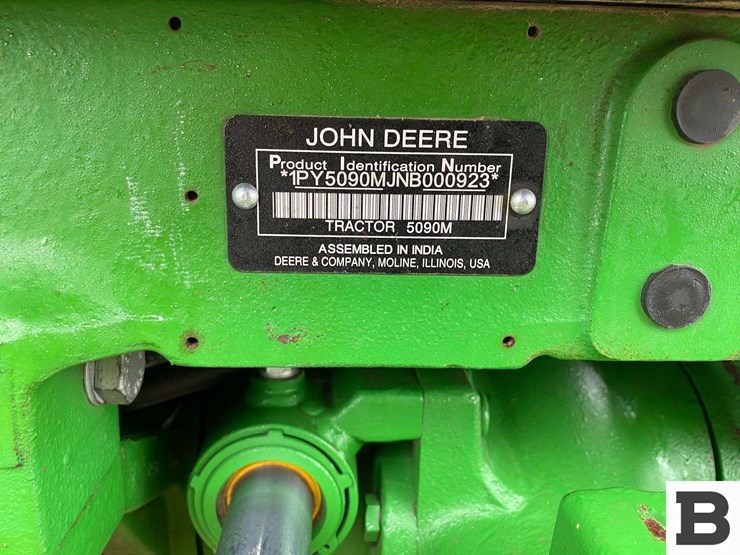 JOHN DEERE
Product Identification Number
*1PY5090MJNB000923*
TRACTOR 5090M
ASSEMBLED IN INDIA
DEERE & COMPANY, MOLINE, ILLINOIS, USA
B